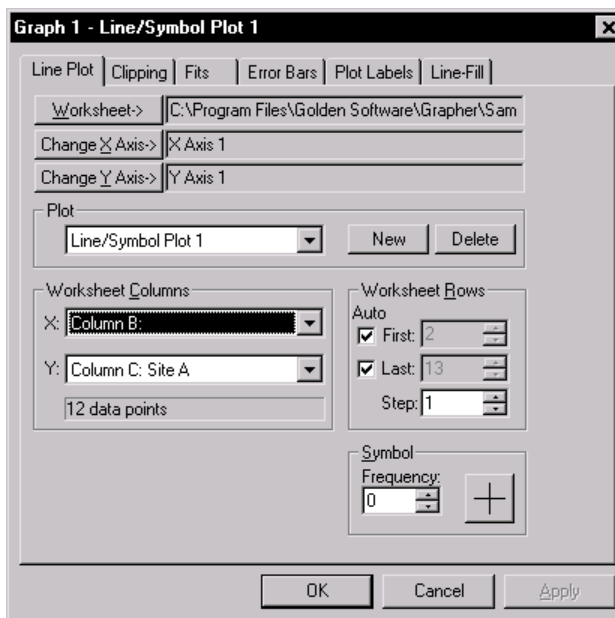 Graph 1 - Line/Symbol Plot 1
Line Plot Clipping Fits Error Bars Plot Labels Line-Fill
Worksheet-> C:\Program Files\Golden Software\Grapher\Sam
Change X Axis-> X Axis 1
Change Y Axis-> Y Axis 1
Plot
Line/Symbol Plot 1 New Delete
Worksheet Columns
X: Column B:
Y: Column C: Site A
12 data points
Worksheet Rows
Auto
First: 2
Last: 13
Step: 1
Symbol
Frequency:
0
OK Cancel Apply